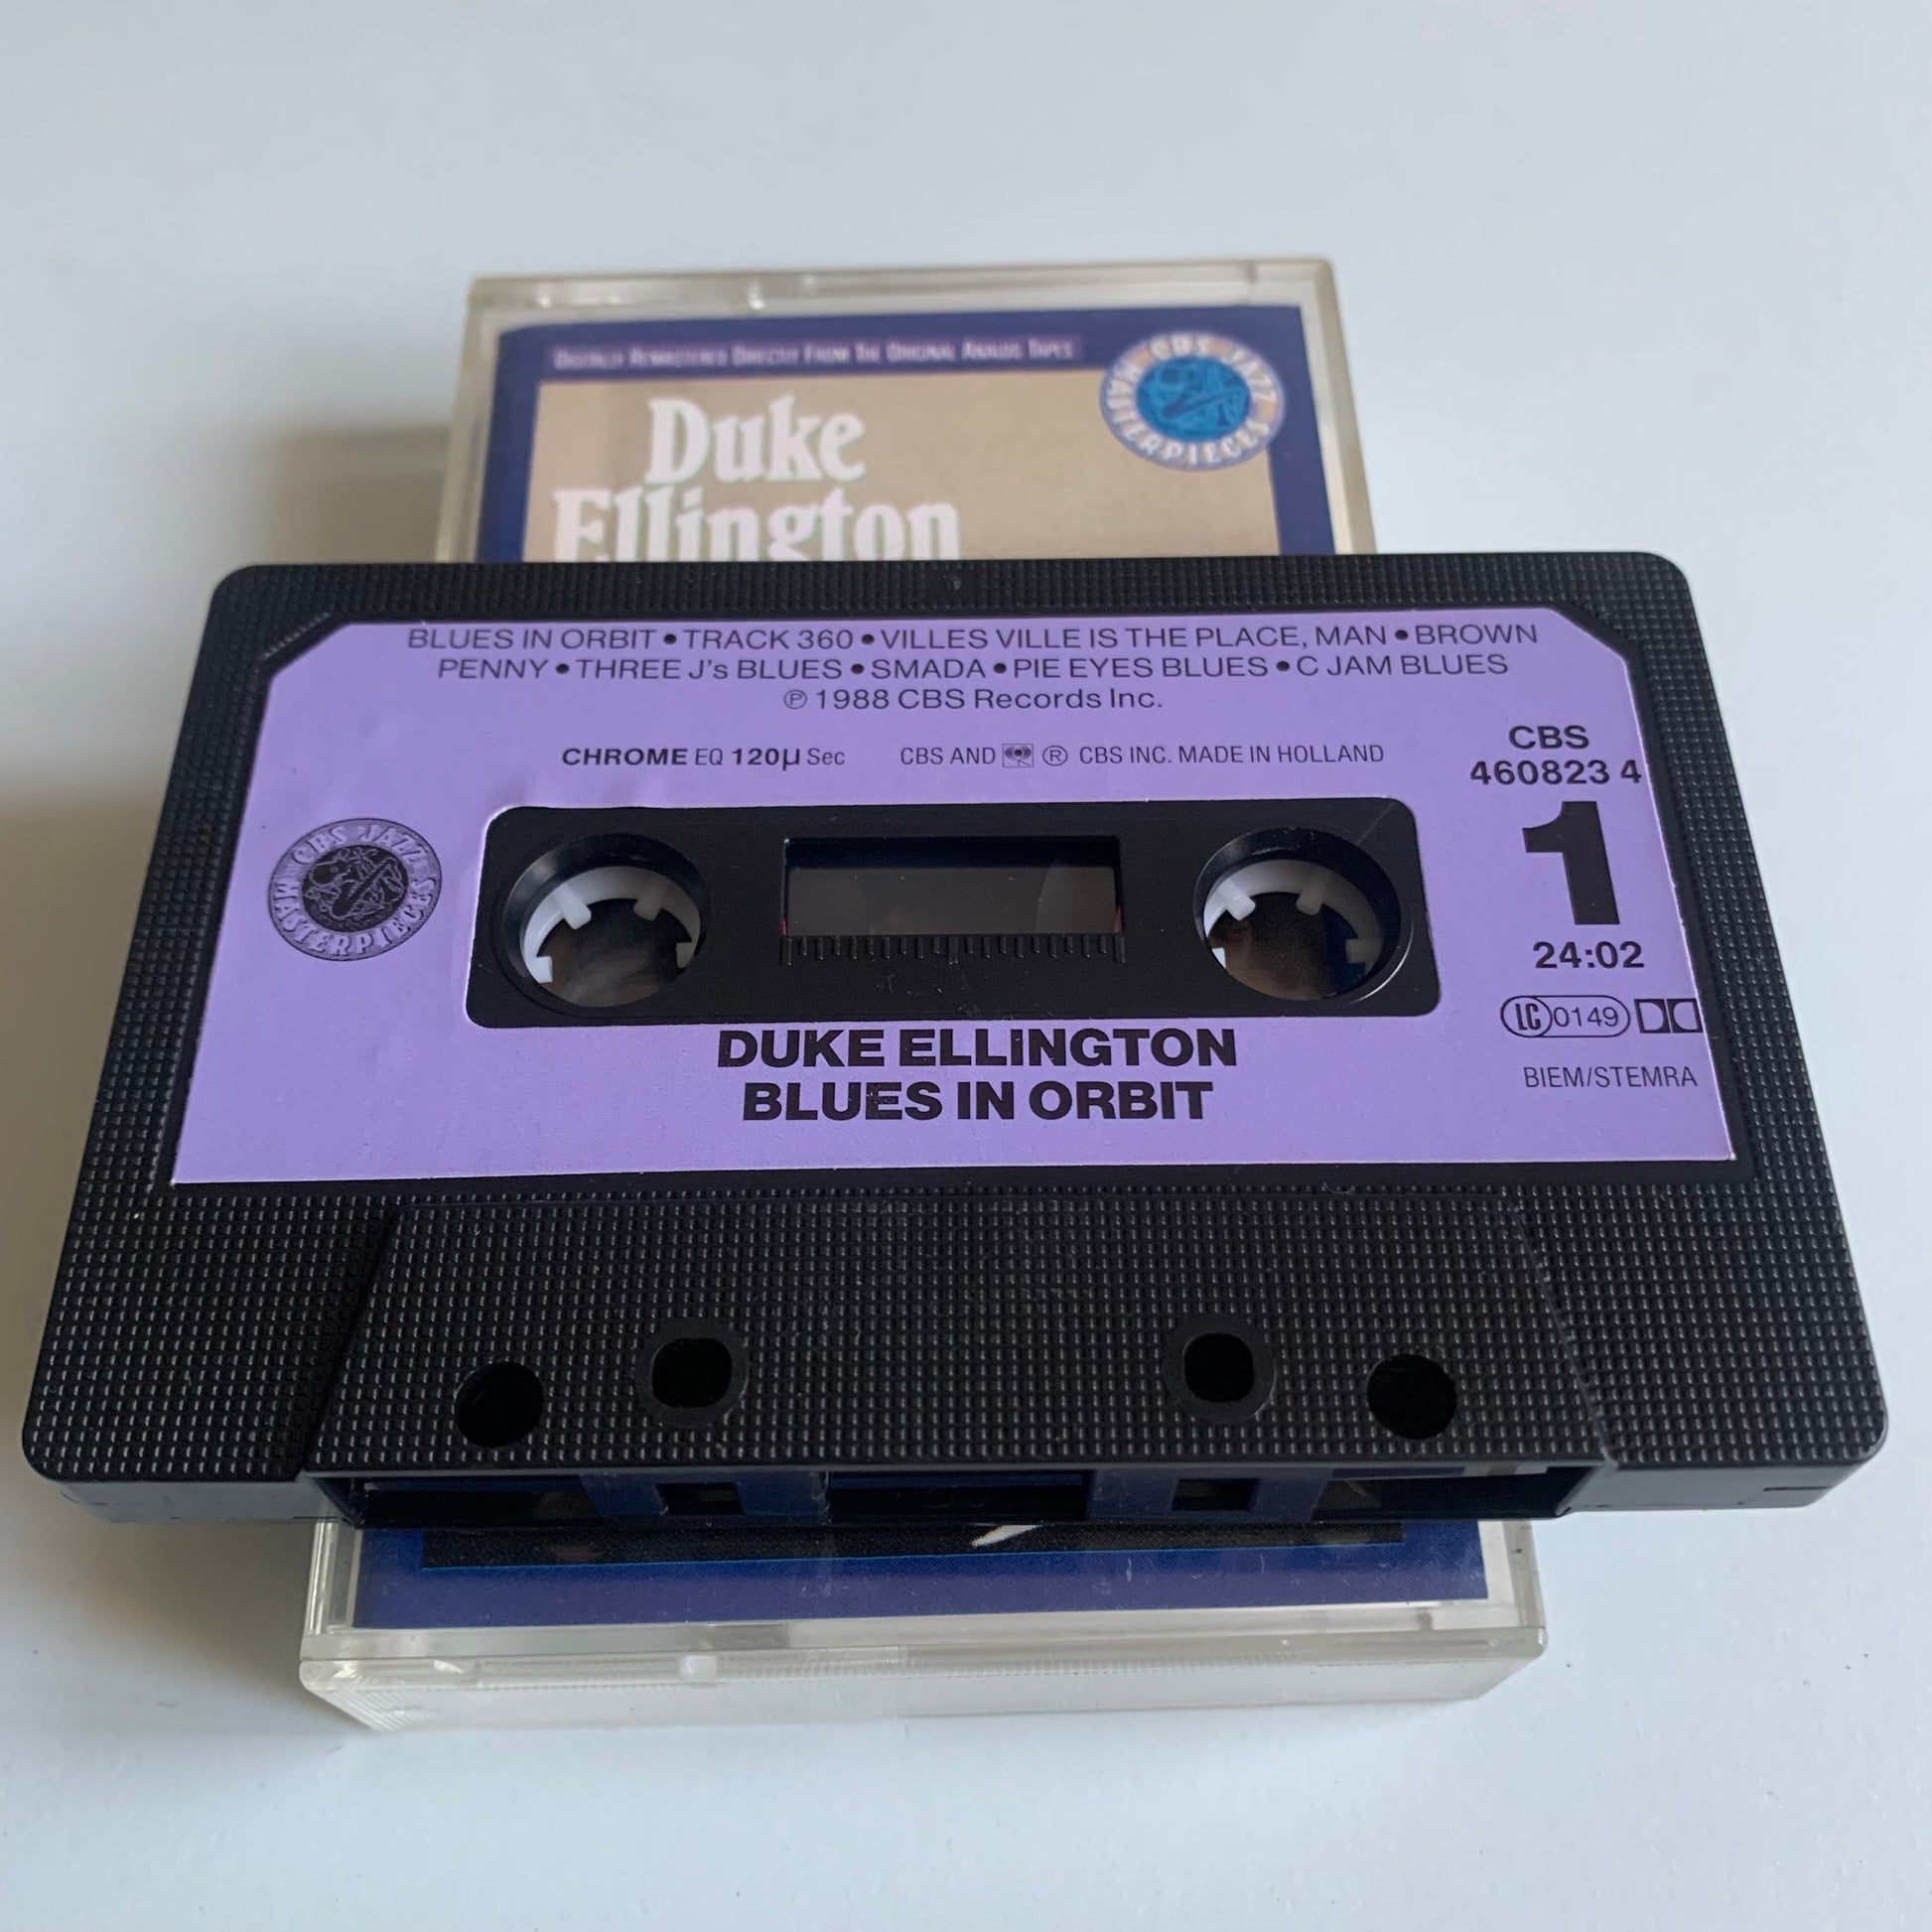 DIGITALLY REMASTERED DIRECTLY FROM THE ORIGINAL ANALOG TAPES
CBS JAZZ MASTERPIECES
Duke
Ellington
BLUES IN ORBIT • TRACK 360 • VILLES VILLE IS THE PLACE, MAN • BROWN
PENNY • THREE J's BLUES • SMADA • PIE EYES BLUES • C JAM BLUES
℗ 1988 CBS Records Inc.
CHROME EQ 120µ Sec CBS AND ® CBS INC. MADE IN HOLLAND
CBS
460823 4
1
24:02
LC 0149
BIEM/STEMRA
CBS JAZZ MASTERPIECES
DUKE ELLINGTON
BLUES IN ORBIT